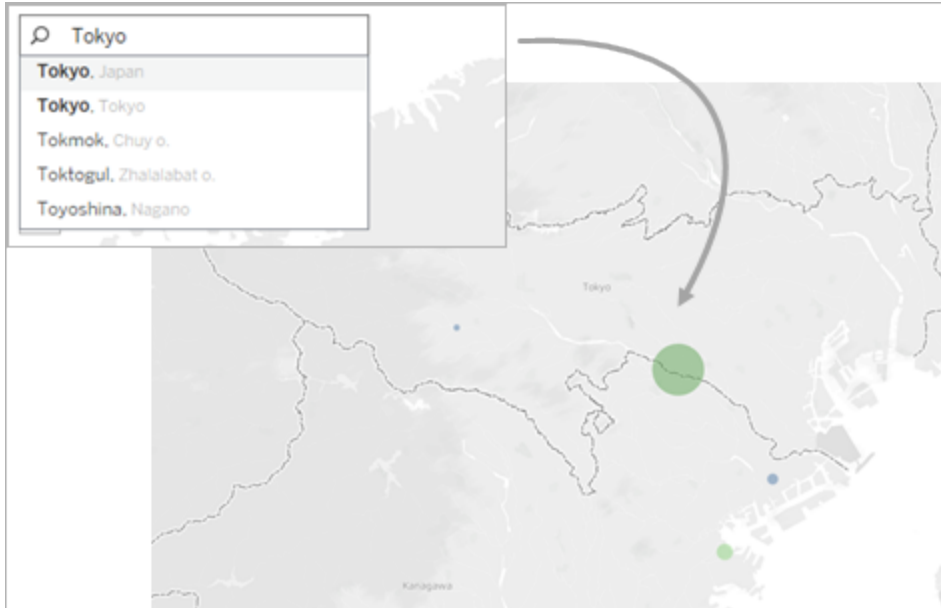 Tokyo
Tokyo, Japan
Tokyo, Tokyo
Tokmok, Chuy o.
Toktogul, Zhalalabat o.
Toyoshina, Nagano
Tokyo
Kanagawa